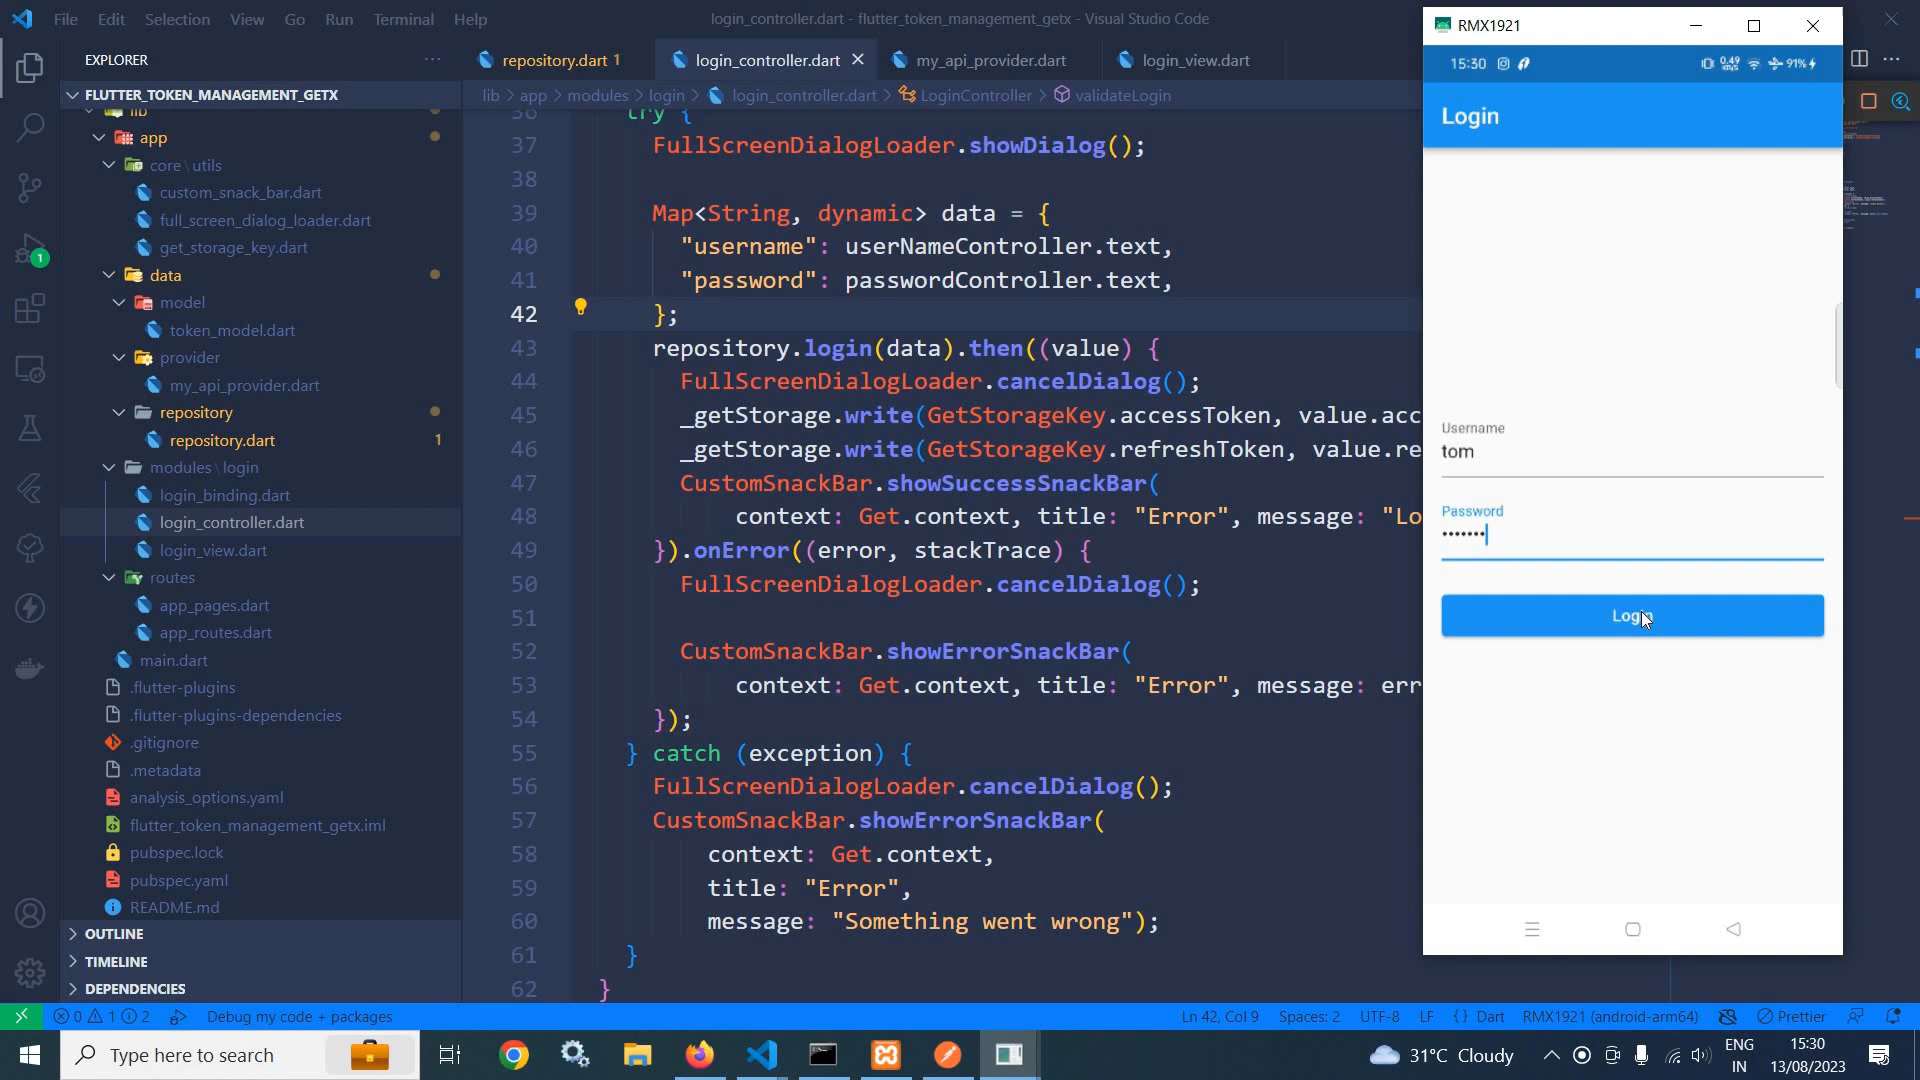 File Edit Selection View Go Run Terminal Help
login_controller.dart - flutter_token_management_getx - Visual Studio Code
EXPLORER
FLUTTER_TOKEN_MANAGEMENT_GETX
lib
app
core \ utils
custom_snack_bar.dart
full_screen_dialog_loader.dart
get_storage_key.dart
data
model
token_model.dart
provider
my_api_provider.dart
repository
repository.dart 1
modules \ login
login_binding.dart
login_controller.dart
login_view.dart
routes
app_pages.dart
app_routes.dart
main.dart
.flutter-plugins
.flutter-plugins-dependencies
.gitignore
.metadata
analysis_options.yaml
flutter_token_management_getx.iml
pubspec.lock
pubspec.yaml
README.md
OUTLINE
TIMELINE
DEPENDENCIES
1
repository.dart 1 login_controller.dart my_api_provider.dart login_view.dart
lib > app > modules > login > login_controller.dart > LoginController > validateLogin
36 try {
37 FullScreenDialogLoader.showDialog();
38
39 Map<String, dynamic> data = {
40 "username": userNameController.text,
41 "password": passwordController.text,
42 };
43 repository.login(data).then((value) {
44 FullScreenDialogLoader.cancelDialog();
45 _getStorage.write(GetStorageKey.accessToken, value.acc
46 _getStorage.write(GetStorageKey.refreshToken, value.re
47 CustomSnackBar.showSuccessSnackBar(
48 context: Get.context, title: "Error", message: "Lo
49 }).onError((error, stackTrace) {
50 FullScreenDialogLoader.cancelDialog();
51
52 CustomSnackBar.showErrorSnackBar(
53 context: Get.context, title: "Error", message: err
54 });
55 } catch (exception) {
56 FullScreenDialogLoader.cancelDialog();
57 CustomSnackBar.showErrorSnackBar(
58 context: Get.context,
59 title: "Error",
60 message: "Something went wrong");
61 }
62 }
RMX1921
15:30 0.49 91%
Login
Username
tom
Password
•••••••
Login
0 1 2 Debug my code + packages Ln 42, Col 9 Spaces: 2 UTF-8 LF {} Dart RMX1921 (android-arm64) Prettier
Type here to search 31°C Cloudy ENG IN 15:30 13/08/2023